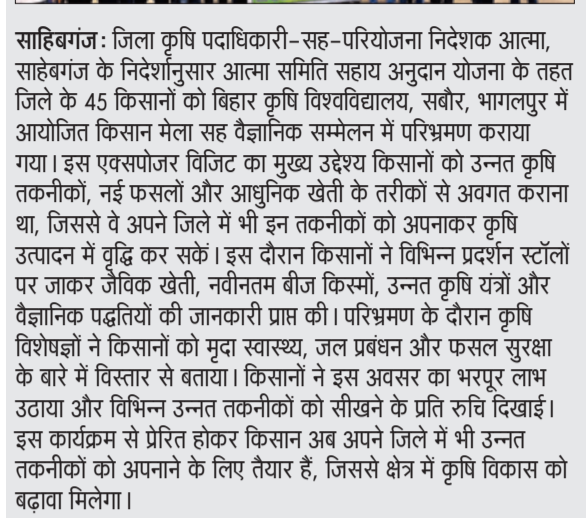 साहिबगंज : जिला कृषि पदाधिकारी-सह-परियोजना निदेशक आत्मा,
साहेबगंज के निदेर्शानुसार आत्मा समिति सहाय अनुदान योजना के तहत
जिले के 45 किसानों को बिहार कृषि विश्वविद्यालय, सबौर, भागलपुर में
आयोजित किसान मेला सह वैज्ञानिक सम्मेलन में परिभ्रमण कराया
गया। इस एक्सपोजर विजिट का मुख्य उद्देश्य किसानों को उन्नत कृषि
तकनीकों, नई फसलों और आधुनिक खेती के तरीकों से अवगत कराना
था, जिससे वे अपने जिले में भी इन तकनीकों को अपनाकर कृषि
उत्पादन में वृद्धि कर सकें। इस दौरान किसानों ने विभिन्न प्रदर्शन स्टॉलों
पर जाकर जैविक खेती, नवीनतम बीज किस्मों, उन्नत कृषि यंत्रों और
वैज्ञानिक पद्धतियों की जानकारी प्राप्त की। परिभ्रमण के दौरान कृषि
विशेषज्ञों ने किसानों को मृदा स्वास्थ्य, जल प्रबंधन और फसल सुरक्षा
के बारे में विस्तार से बताया। किसानों ने इस अवसर का भरपूर लाभ
उठाया और विभिन्न उन्नत तकनीकों को सीखने के प्रति रुचि दिखाई।
इस कार्यक्रम से प्रेरित होकर किसान अब अपने जिले में भी उन्नत
तकनीकों को अपनाने के लिए तैयार हैं, जिससे क्षेत्र में कृषि विकास को
बढ़ावा मिलेगा।